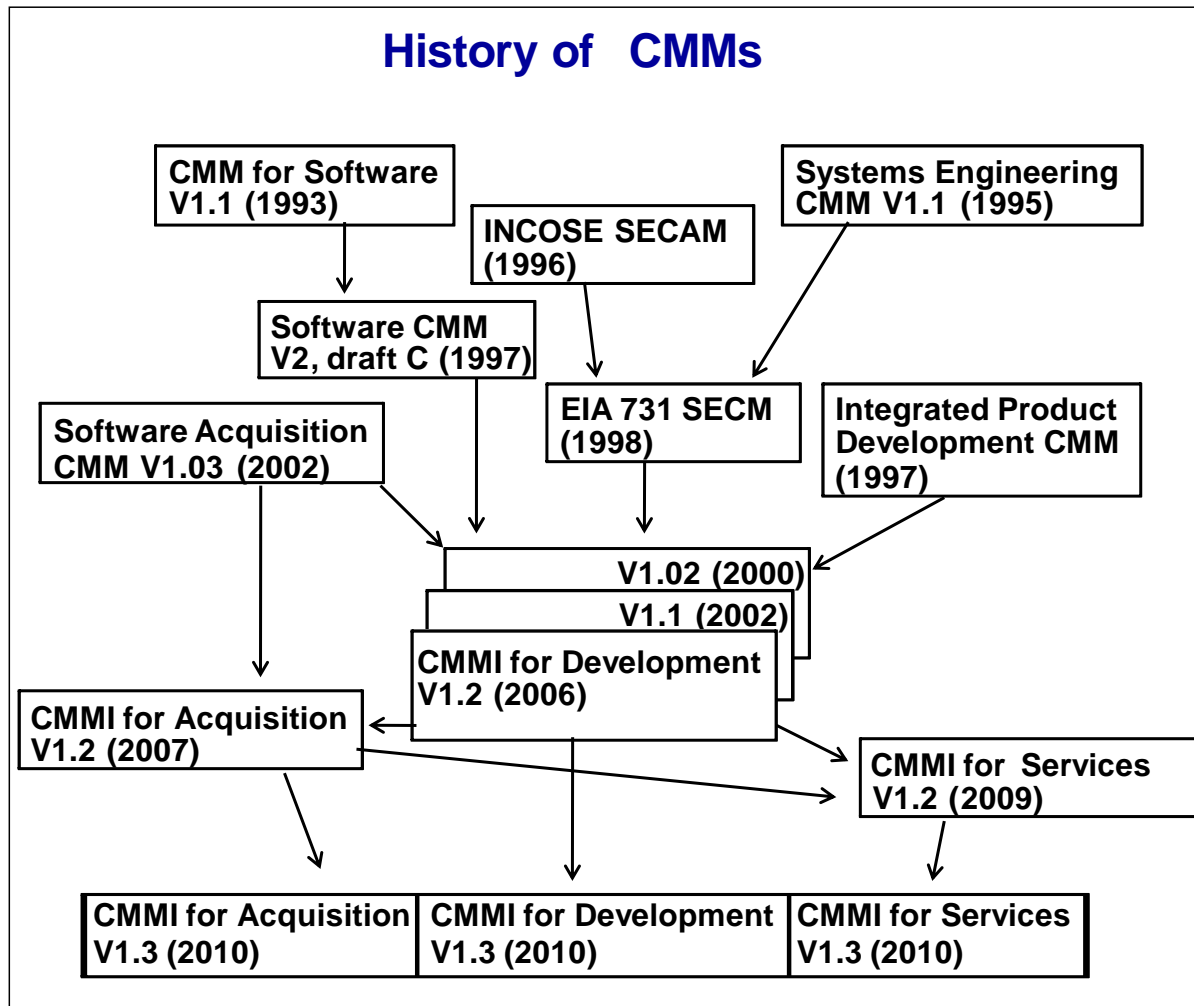 History of CMMs
CMM for Software
V1.1 (1993)
Systems Engineering
CMM V1.1 (1995)
INCOSE SECAM
(1996)
Software CMM
V2, draft C (1997)
EIA 731 SECM
(1998)
Integrated Product
Development CMM
(1997)
Software Acquisition
CMM V1.03 (2002)
V1.02 (2000)
V1.1 (2002)
CMMI for Development
V1.2 (2006)
CMMI for Acquisition
V1.2 (2007)
CMMI for Services
V1.2 (2009)
CMMI for Acquisition
V1.3 (2010)
CMMI for Development
V1.3 (2010)
CMMI for Services
V1.3 (2010)